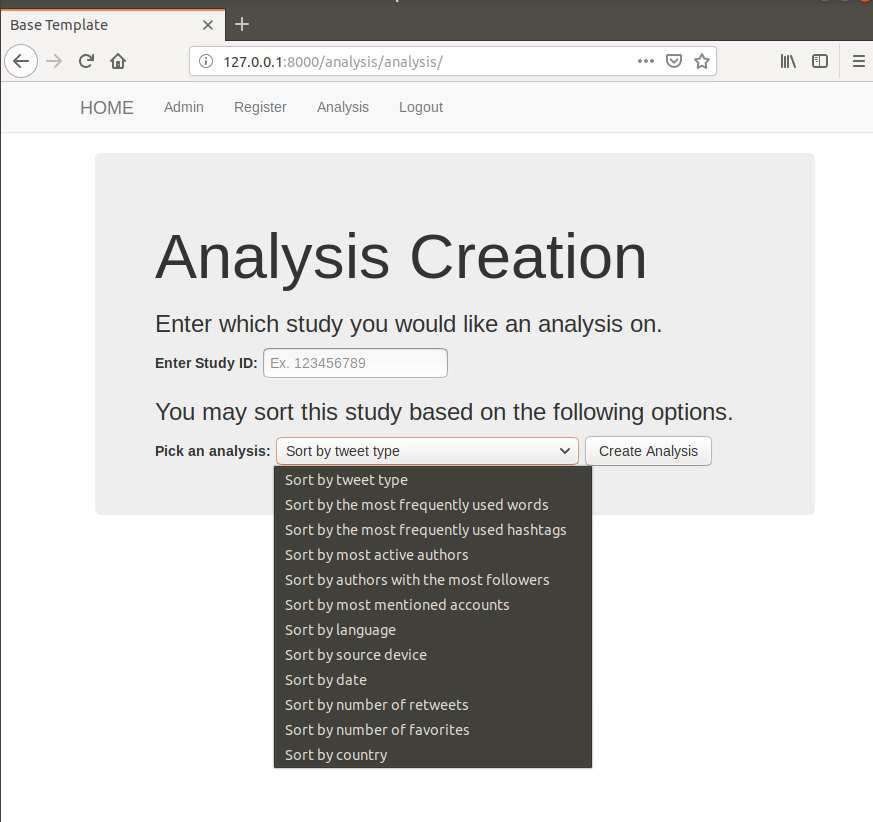 Base Template
127.0.0.1:8000/analysis/analysis/
HOME Admin Register Analysis Logout
Analysis Creation
Enter which study you would like an analysis on.
Enter Study ID: Ex. 123456789
You may sort this study based on the following options.
Pick an analysis: Sort by tweet type Create Analysis
Sort by tweet type
Sort by the most frequently used words
Sort by the most frequently used hashtags
Sort by most active authors
Sort by authors with the most followers
Sort by most mentioned accounts
Sort by language
Sort by source device
Sort by date
Sort by number of retweets
Sort by number of favorites
Sort by country